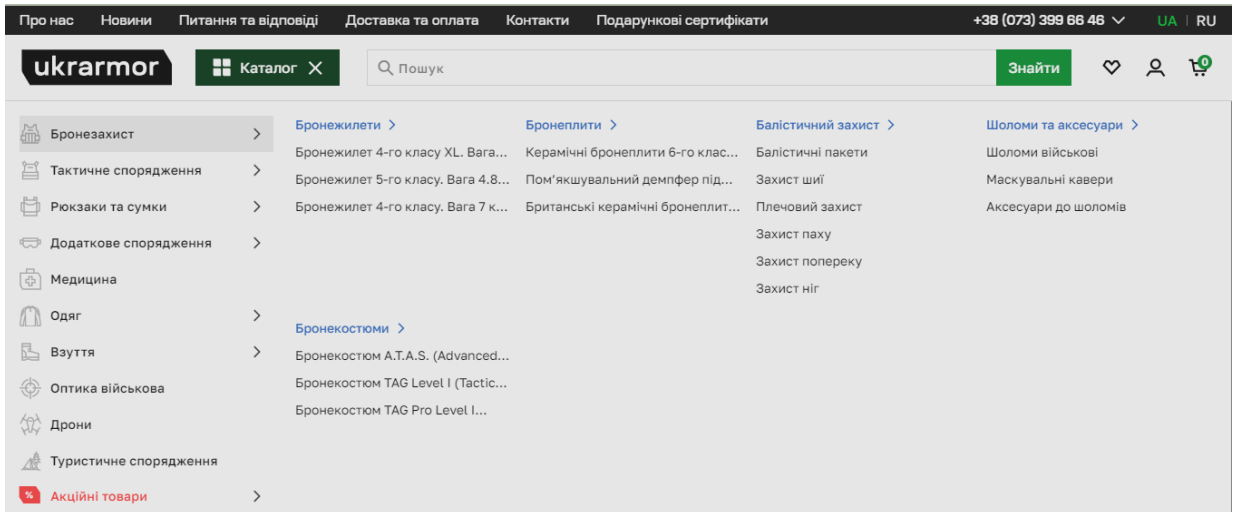 Про нас Новини Питання та відповіді Доставка та оплата Контакти Подарункові сертифікати +38 (073) 399 66 46 UA | RU
ukrarmor Каталог Пошук Знайти 0
Бронезахист
Тактичне спорядження
Рюкзаки та сумки
Додаткове спорядження
Медицина
Одяг
Взуття
Оптика військова
Дрони
Туристичне спорядження
% Акційні товари
Бронежилети
Бронежилет 4-го класу XL. Вага...
Бронежилет 5-го класу. Вага 4.8...
Бронежилет 4-го класу. Вага 7 к...
Бронеплити
Керамічні бронеплити 6-го клас...
Пом’якшувальний демпфер під...
Британські керамічні бронеплит...
Балістичний захист
Балістичні пакети
Захист шиї
Плечовий захист
Захист паху
Захист попереку
Захист ніг
Шоломи та аксесуари
Шоломи військові
Маскувальні кавери
Аксесуари до шоломів
Бронекостюми
Бронекостюм A.T.A.S. (Advanced...
Бронекостюм TAG Level I (Tactic...
Бронекостюм TAG Pro Level I...